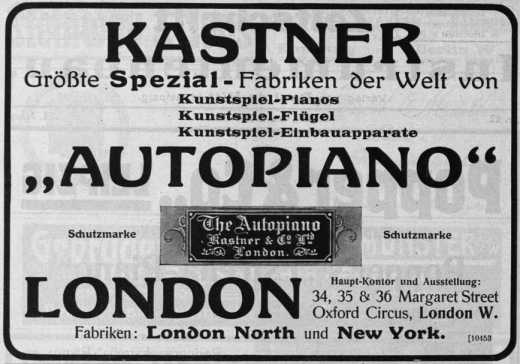 KASTNER
Größte Spezial-Fabriken der Welt von
Kunstspiel-Pianos
Kunstspiel-Flügel
Kunstspiel-Einbauapparate
„AUTOPIANO“
Schutzmarke
The Autopiano
Kastner & Co Ltd
London.
Schutzmarke
LONDON
Haupt-Kontor und Ausstellung:
34, 35 & 36 Margaret Street
Oxford Circus, London W.
Fabriken: London North und New York.
[10453